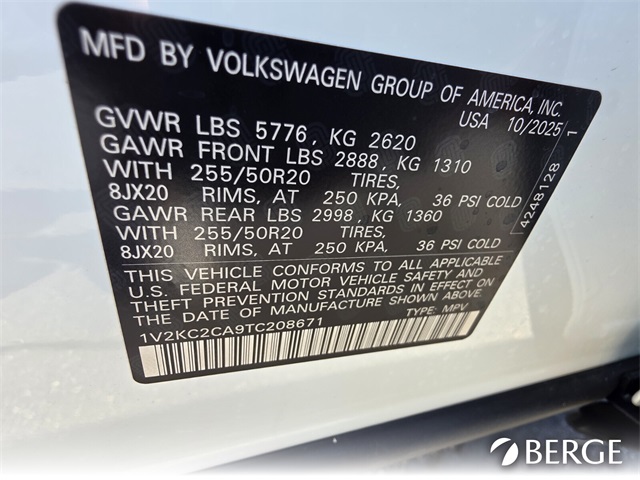 MFD BY VOLKSWAGEN GROUP OF AMERICA, INC.
USA 10/2025
GVWR LBS 5776, KG 2620
GAWR FRONT LBS 2888, KG 1310
WITH 255/50R20 TIRES,
8JX20 RIMS, AT 250 KPA, 36 PSI COLD
GAWR REAR LBS 2998, KG 1360
WITH 255/50R20 TIRES,
8JX20 RIMS, AT 250 KPA, 36 PSI COLD
THIS VEHICLE CONFORMS TO ALL APPLICABLE
U.S. FEDERAL MOTOR VEHICLE SAFETY AND
THEFT PREVENTION STANDARDS IN EFFECT ON
THE DATE OF MANUFACTURE SHOWN ABOVE.
1V2KC2CA9TC208671 TYPE: MPV
4248128 1
BERGE